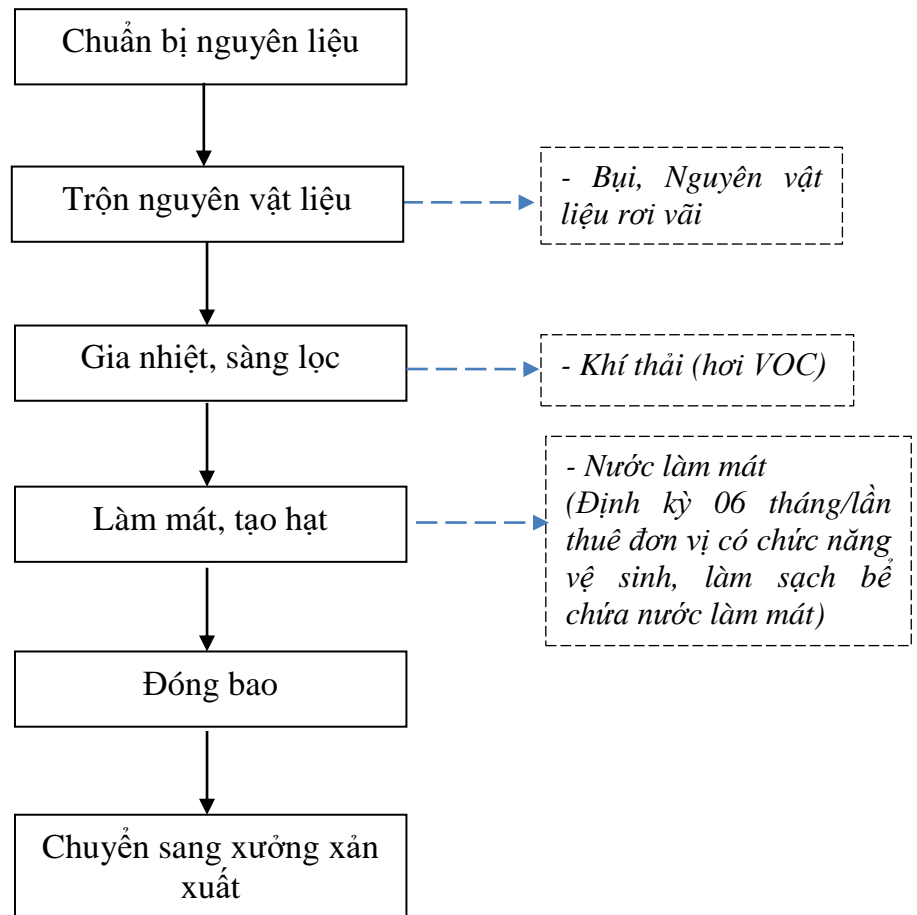 Chuẩn bị nguyên liệu
Trộn nguyên vật liệu
- Bụi, Nguyên vật
liệu rơi vãi
Gia nhiệt, sàng lọc
- Khí thải (hơi VOC)
Làm mát, tạo hạt
- Nước làm mát
(Định kỳ 06 tháng/lần
thuê đơn vị có chức năng
vệ sinh, làm sạch bể
chứa nước làm mát)
Đóng bao
Chuyển sang xưởng xản
xuất